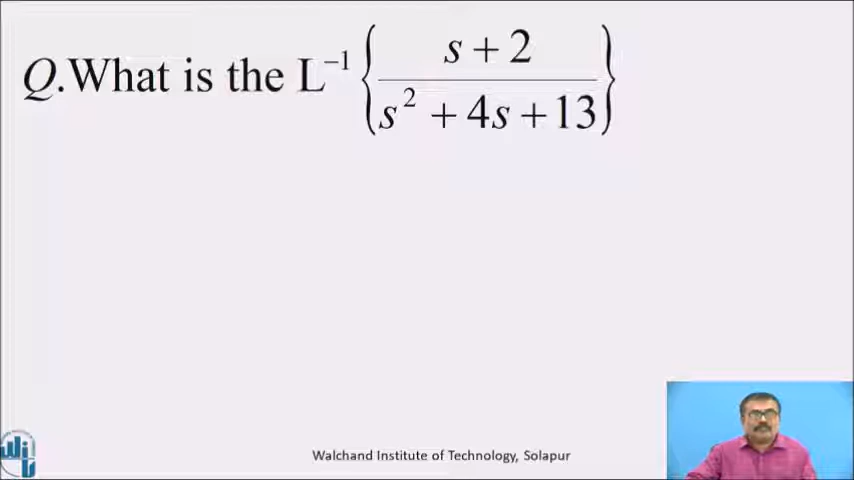 Q.What is the L⁻¹ { (s + 2) / (s² + 4s + 13) }
Walchand Institute of Technology, Solapur